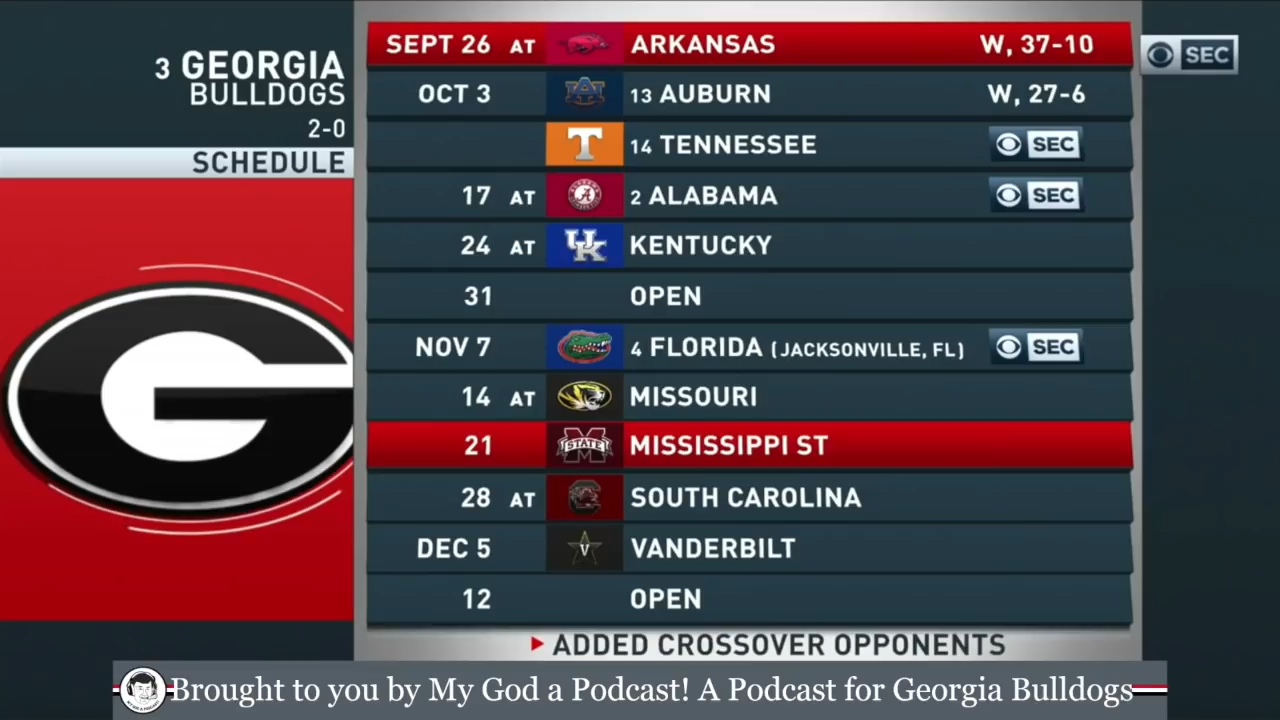 3 GEORGIA
BULLDOGS
2-0
SCHEDULE
SEPT 26 AT ARKANSAS W, 37-10
SEC
OCT 3 13 AUBURN W, 27-6
T 14 TENNESSEE SEC
17 AT 2 ALABAMA SEC
24 AT UK KENTUCKY
31 OPEN
NOV 7 4 FLORIDA (JACKSONVILLE, FL) SEC
14 AT MISSOURI
21 M STATE MISSISSIPPI ST
28 AT SOUTH CAROLINA
DEC 5 V VANDERBILT
12 OPEN
G
ADDED CROSSOVER OPPONENTS
Brought to you by My God a Podcast! A Podcast for Georgia Bulldogs